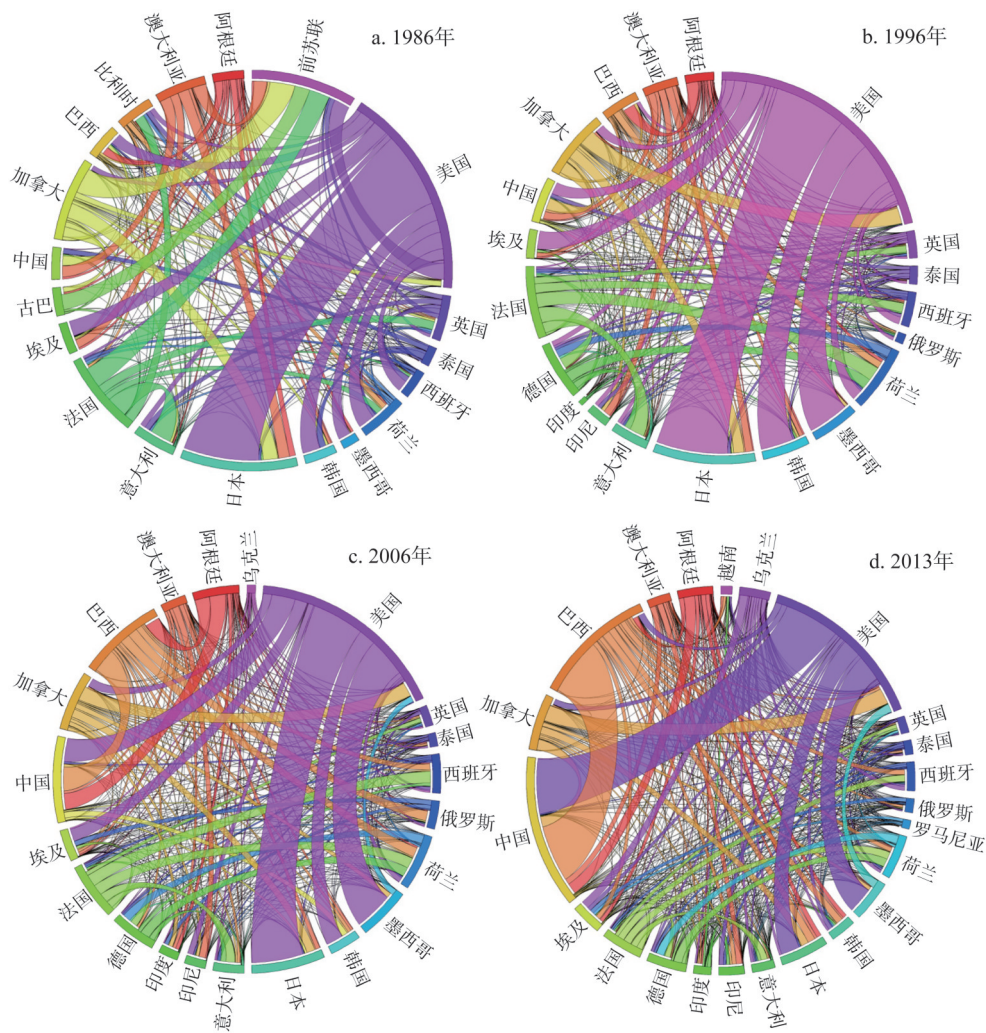 a. 1986年
前苏联
阿根廷
澳大利亚
比利时
巴西
加拿大
中国
古巴
埃及
法国
意大利
日本
韩国
墨西哥
荷兰
西班牙
泰国
英国
美国
b. 1996年
阿根廷
澳大利亚
巴西
加拿大
中国
埃及
法国
德国
印度
印尼
意大利
日本
韩国
墨西哥
荷兰
俄罗斯
西班牙
泰国
英国
美国
c. 2006年
乌克兰
阿根廷
澳大利亚
巴西
加拿大
中国
埃及
法国
德国
印度
印尼
意大利
日本
韩国
墨西哥
荷兰
俄罗斯
西班牙
泰国
英国
美国
d. 2013年
乌克兰
越南
阿根廷
澳大利亚
巴西
加拿大
中国
埃及
法国
德国
印度
印尼
意大利
日本
韩国
墨西哥
荷兰
罗马尼亚
俄罗斯
西班牙
泰国
英国
美国